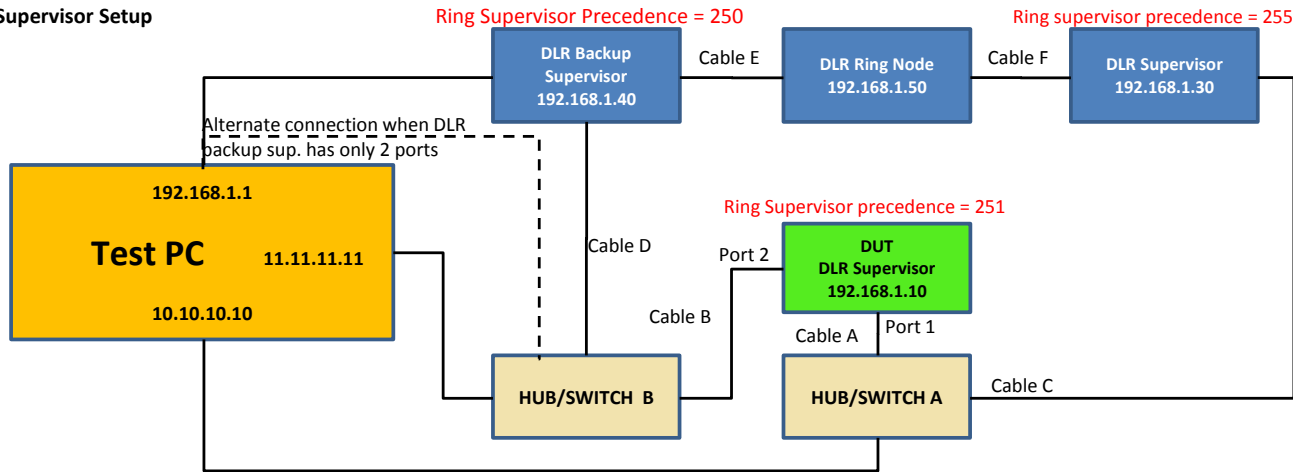 Supervisor Setup
Ring Supervisor Precedence = 250
Ring supervisor precedence = 255
DLR Backup
Supervisor
192.168.1.40
Cable E
DLR Ring Node
192.168.1.50
Cable F
DLR Supervisor
192.168.1.30
Alternate connection when DLR
backup sup. has only 2 ports
192.168.1.1
Test PC
11.11.11.11
10.10.10.10
Ring Supervisor precedence = 251
Cable D
Port 2
DUT
DLR Supervisor
192.168.1.10
Cable B
Cable A
Port 1
HUB/SWITCH B
HUB/SWITCH A
Cable C